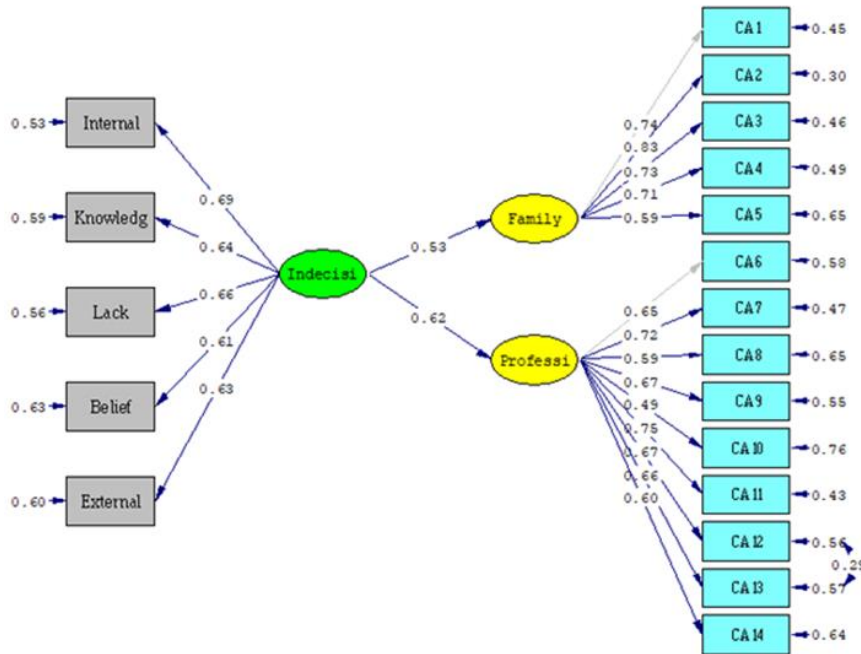 0.53 Internal
0.59 Knowledg
0.56 Lack
0.63 Belief
0.60 External
0.69
0.64
0.66
0.61
0.63
Indecisi
0.53
0.62
Family
Professi
0.74
0.83
0.73
0.71
0.59
0.65
0.72
0.59
0.67
0.49
0.75
0.67
0.66
0.60
CA1 0.45
CA2 0.30
CA3 0.46
CA4 0.49
CA5 0.65
CA6 0.58
CA7 0.47
CA8 0.65
CA9 0.55
CA10 0.76
CA11 0.43
CA12 0.56
0.29
CA13 0.57
CA14 0.64